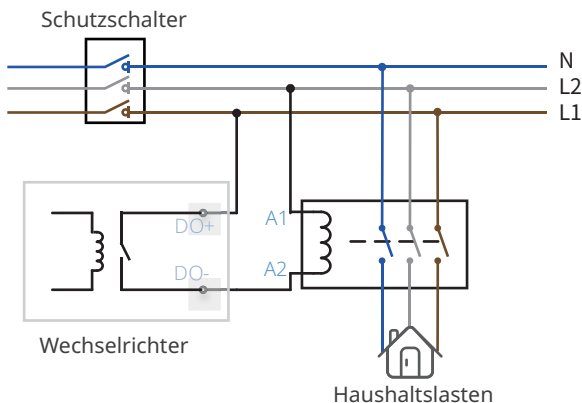 Schutzschalter
N
L2
L1
DO+
A1
DO-
A2
Wechselrichter
Haushaltslasten